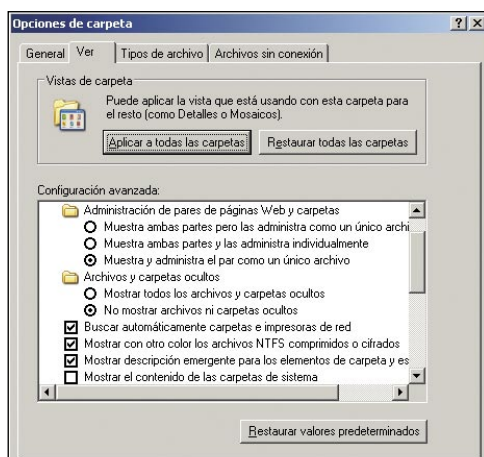 Opciones de carpeta
General
Ver
Tipos de archivo
Archivos sin conexión
Vistas de carpeta
Puede aplicar la vista que está usando con esta carpeta para
el resto (como Detalles o Mosaicos).
Aplicar a todas las carpetas
Restaurar todas las carpetas
Configuración avanzada:
Administración de pares de páginas Web y carpetas
Muestra ambas partes pero las administra como un único archi
Muestra ambas partes y las administra individualmente
Muestra y administra el par como un único archivo
Archivos y carpetas ocultos
Mostrar todos los archivos y carpetas ocultos
No mostrar archivos ni carpetas ocultos
Buscar automáticamente carpetas e impresoras de red
Mostrar con otro color los archivos NTFS comprimidos o cifrados
Mostrar descripción emergente para los elementos de carpeta y es
Mostrar el contenido de las carpetas de sistema
Restaurar valores predeterminados